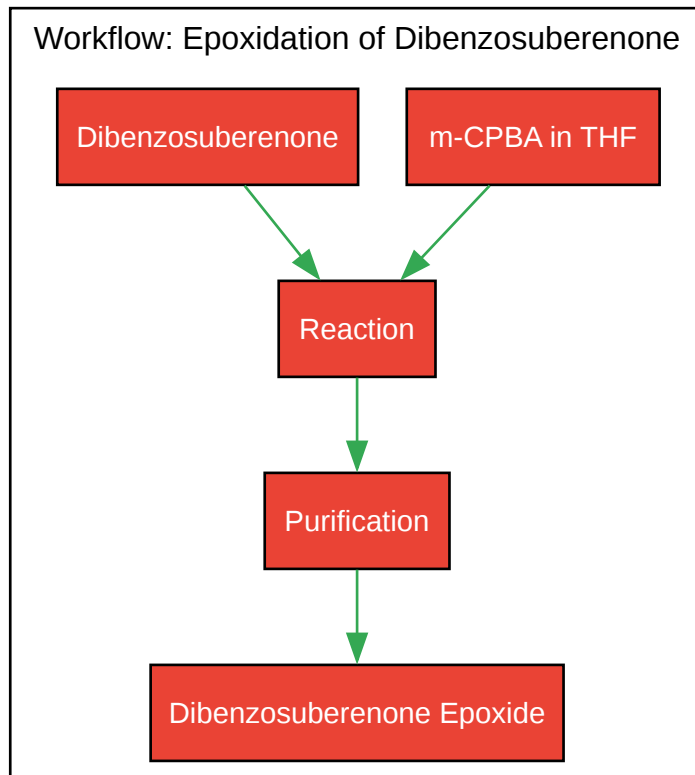 Workflow: Epoxidation of Dibenzosuberenone
Dibenzosuberenone
m-CPBA in THF
Reaction
Purification
Dibenzosuberenone Epoxide